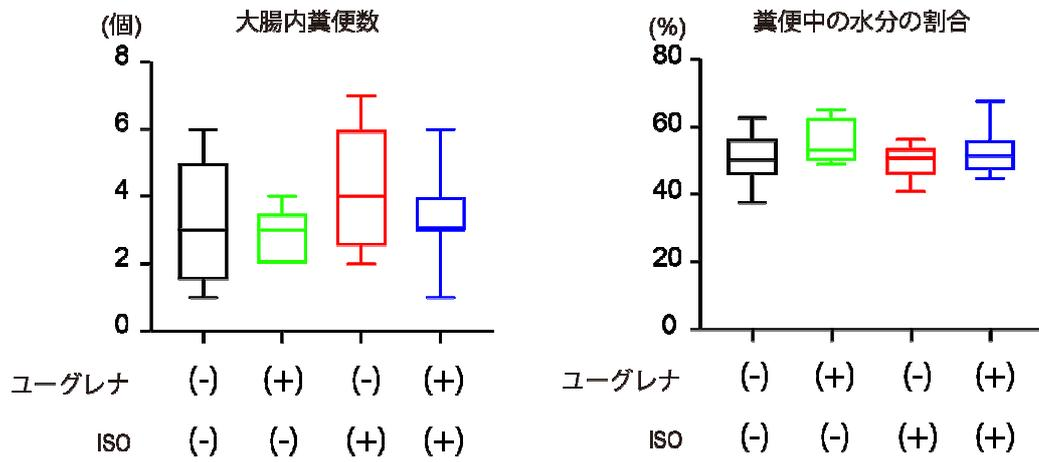 大腸内糞便数
(個)
8
6
4
2
0
ユーグレナ (-) (+) (-) (+)
ISO (-) (-) (+) (+)
糞便中の水分の割合
(%)
80
60
40
20
0
ユーグレナ (-) (+) (-) (+)
ISO (-) (-) (+) (+)